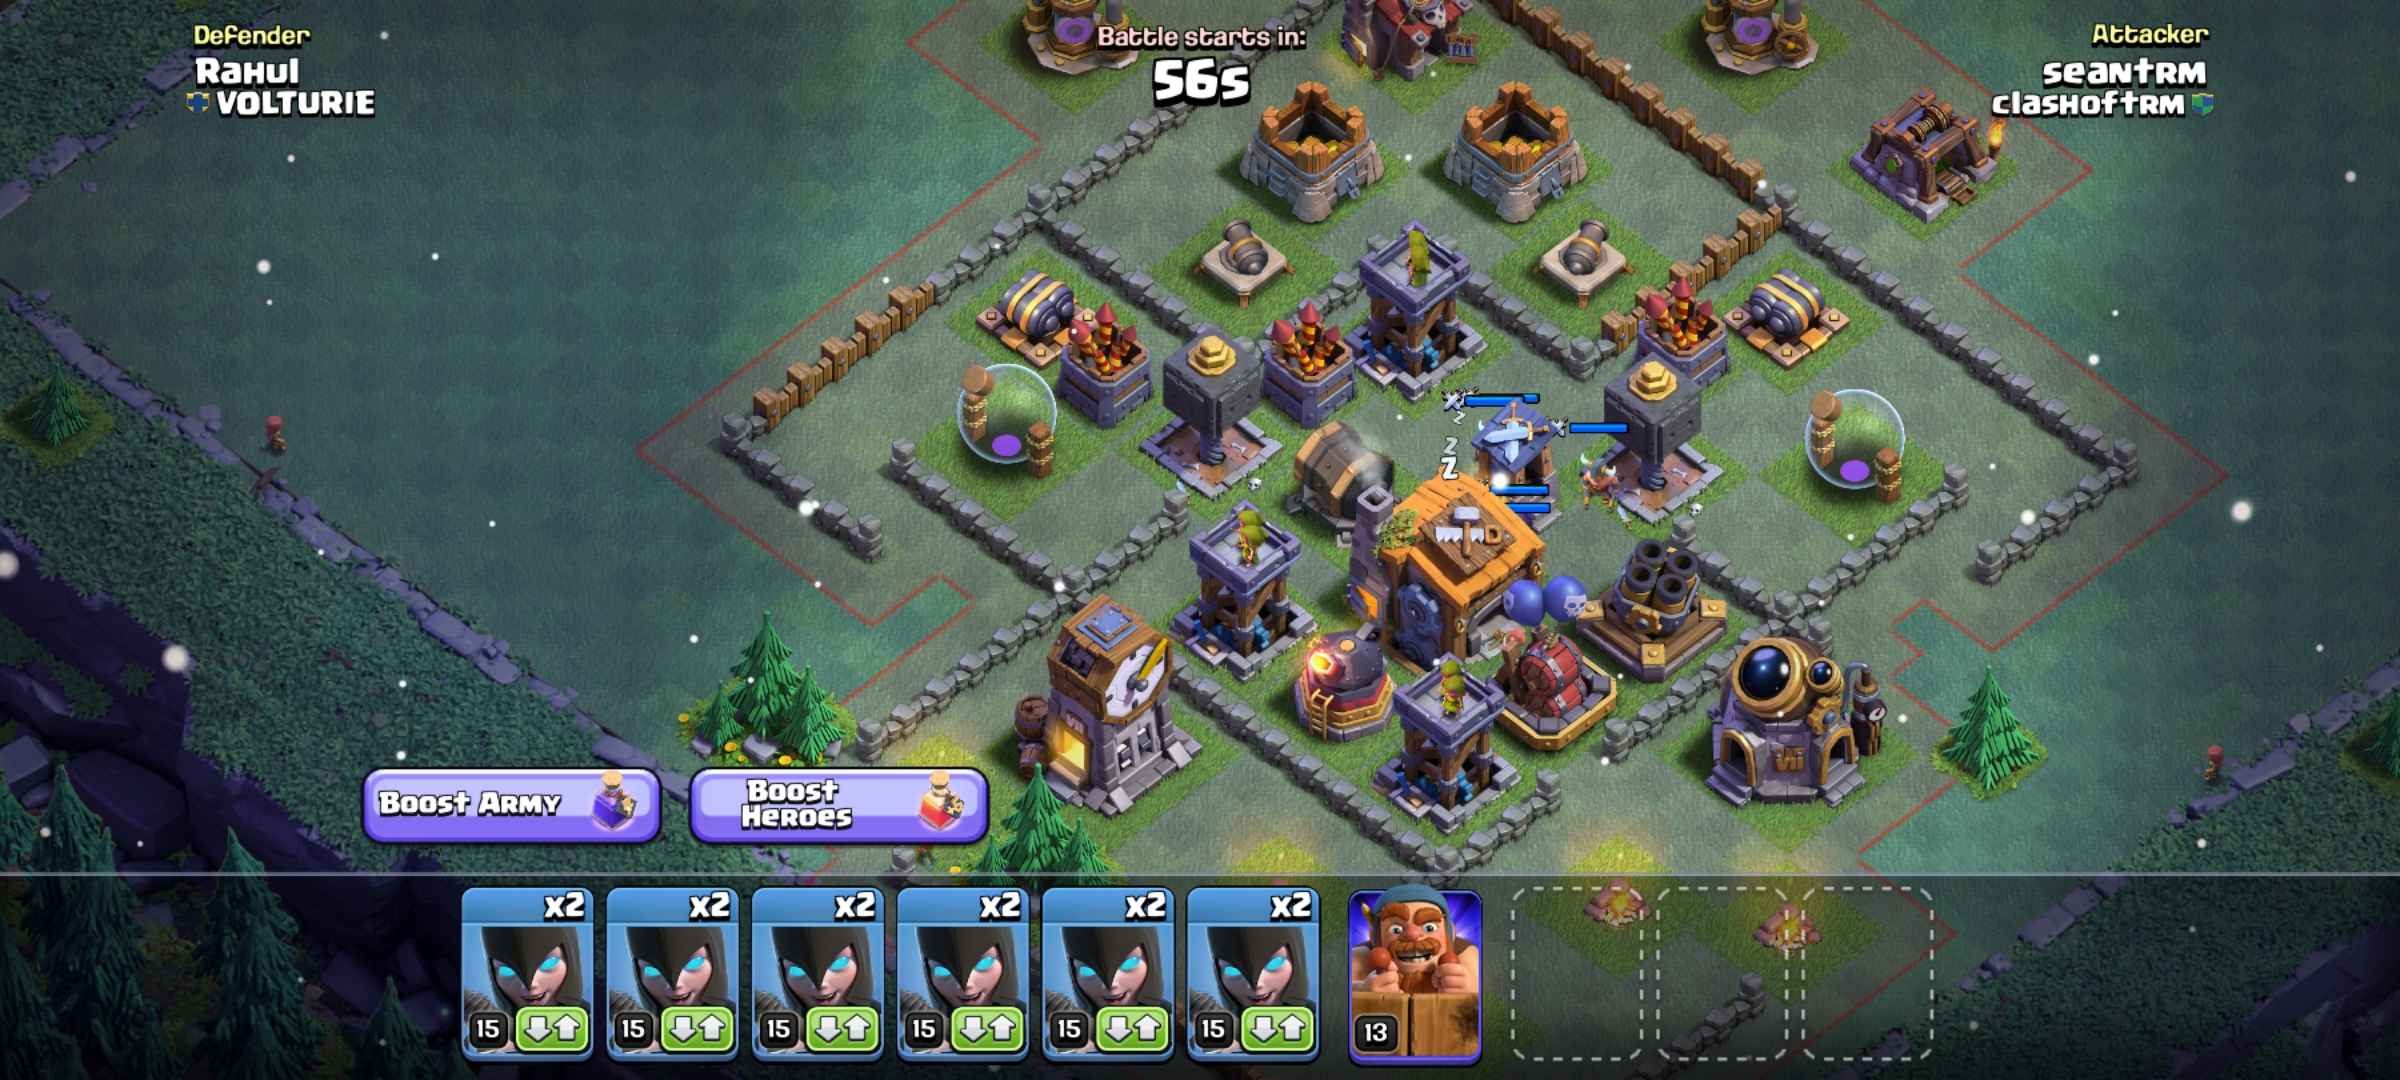 Defender
Rahul
VOLTURIE
Battle starts in:
56s
Attacker
seantRM
clashoftRM
z
z
z
Boost Army
Boost
Heroes
x2
x2
x2
x2
x2
x2
15
15
15
15
15
15
13